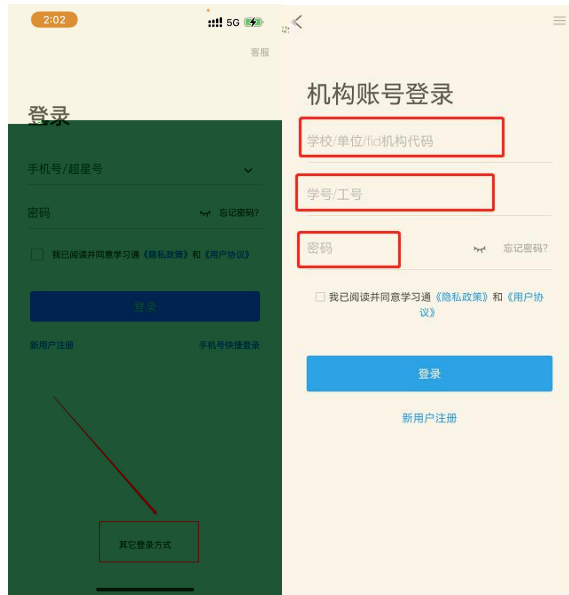 2:02
5G
客服
登录
手机号/超星号
密码
忘记密码?
我已阅读并同意学习通《隐私政策》和《用户协议》
登录
新用户注册
手机号快捷登录
其它登录方式
机构账号登录
学校/单位/fid机构代码
学号/工号
密码
忘记密码?
我已阅读并同意学习通《隐私政策》和《用户协
议》
登录
新用户注册